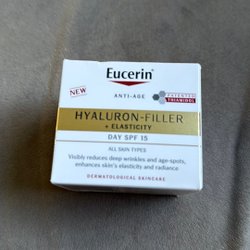 Eucerin®
NEW
ANTI-AGE
PATENTED
THIAMIDOL
HYALURON-FILLER
+ ELASTICITY
DAY SPF 15
ALL SKIN TYPES
Visibly reduces deep wrinkles and age-spots,
enhances skin's elasticity and radiance
DERMATOLOGICAL SKINCARE